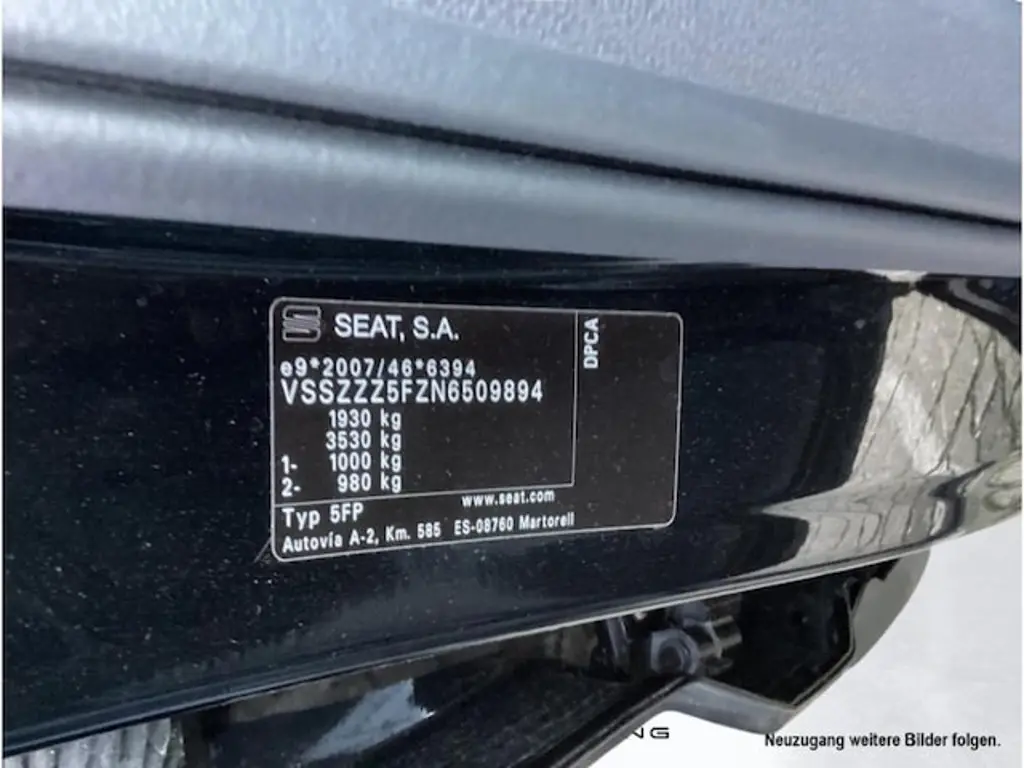 SEAT, S.A.
DPCA
e9*2007/46*6394
VSSZZZ5FZN6509894
1930 kg
3530 kg
1- 1000 kg
2- 980 kg
www.seat.com
Typ 5FP
Autovía A-2, Km. 585 ES-08760 Martorell
Neuzugang weitere Bilder folgen.